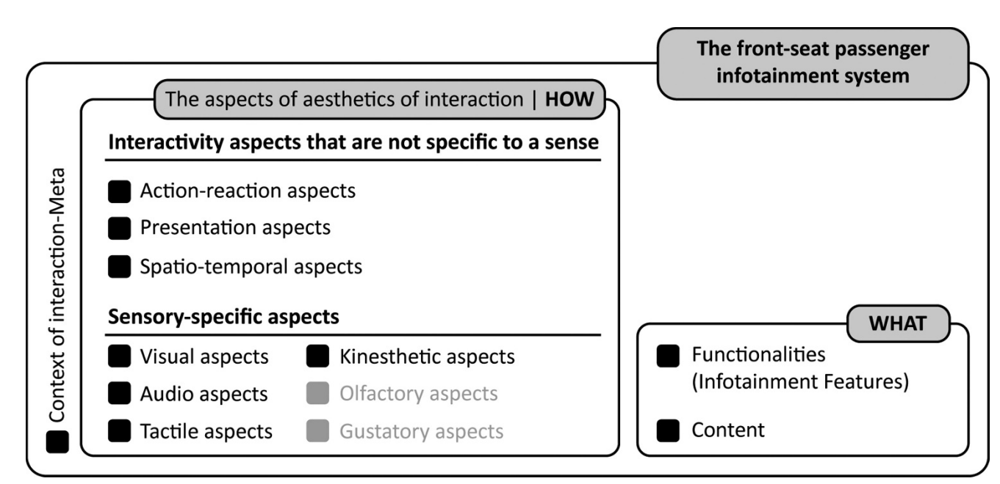 The front-seat passenger
infotainment system
The aspects of aesthetics of interaction | HOW
Interactivity aspects that are not specific to a sense
Action-reaction aspects
Presentation aspects
Spatio-temporal aspects
Sensory-specific aspects
Visual aspects
Kinesthetic aspects
Audio aspects
Olfactory aspects
Tactile aspects
Gustatory aspects
Context of interaction-Meta
WHAT
Functionalities
(Infotainment Features)
Content